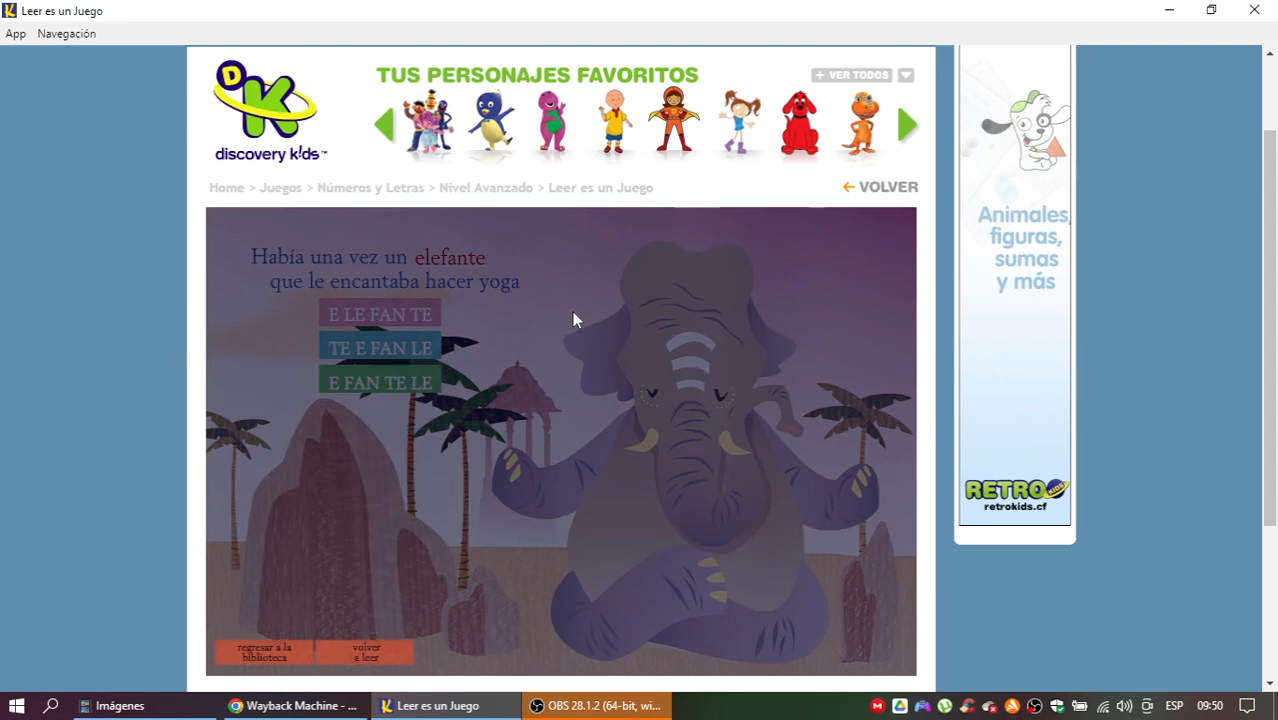 Leer es un Juego
App Navegación
D K
discovery k!ds™
TUS PERSONAJES FAVORITOS
+ VER TODOS
Home > Juegos > Números y Letras > Nivel Avanzado > Leer es un Juego
← VOLVER
Había una vez un elefante
que le encantaba hacer yoga
E LE FAN TE
TE E FAN LE
E FAN TE LE
regresar a la
biblioteca
volver
a leer
Animales,
figuras,
sumas
y más
RETRO
retrokids.cf
Imágenes
Wayback Machine - ...
Leer es un Juego
OBS 28.1.2 (64-bit, wi...
ESP
09:50